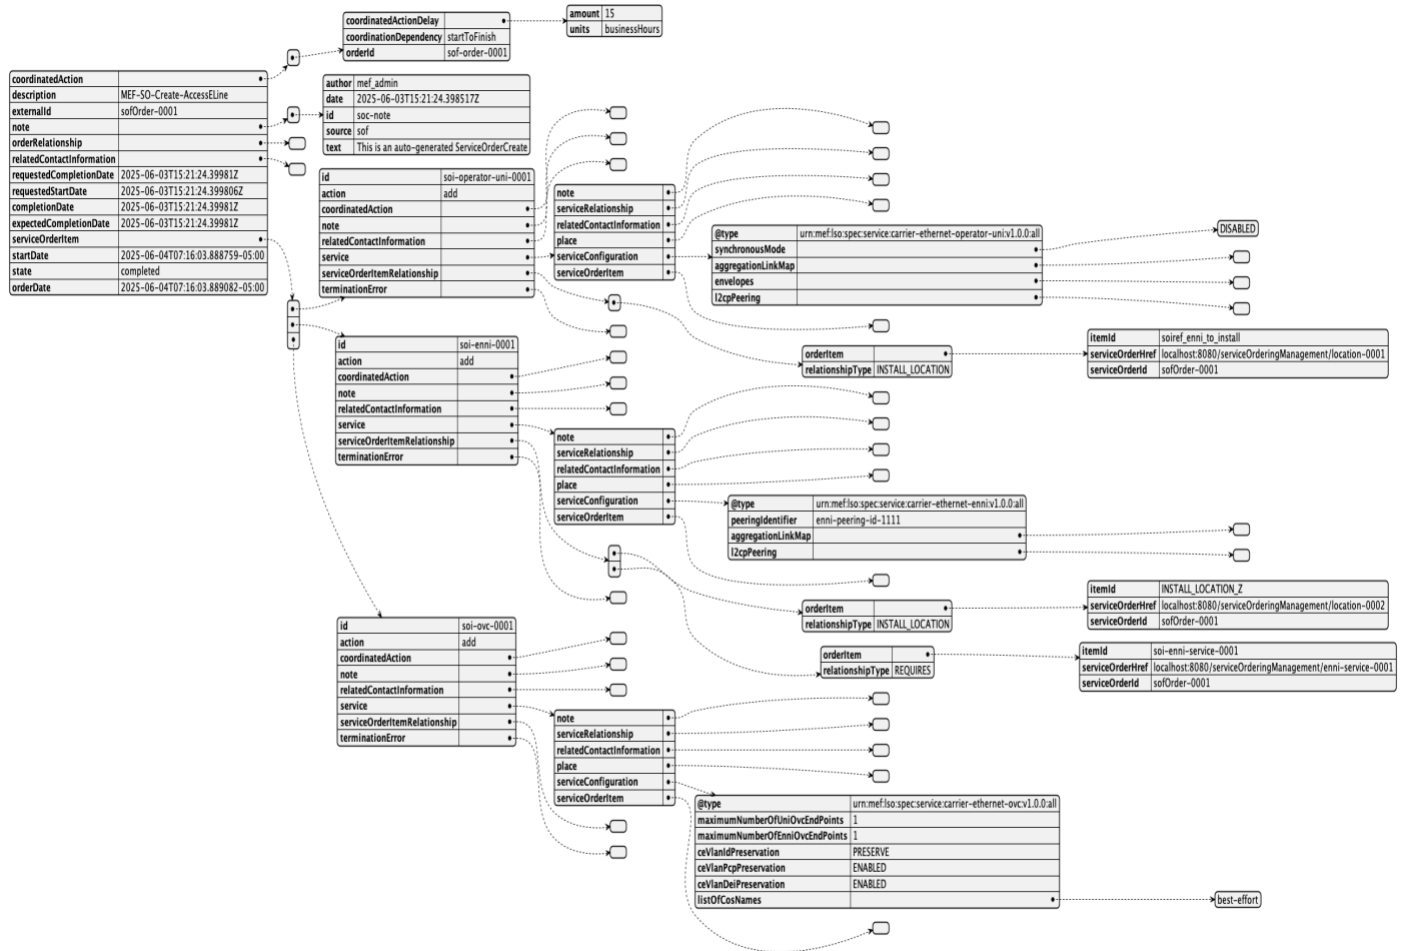 coordinatedActionDelay
coordinationDependency startToFinish
orderId sof-order-0001
amount 15
units businessHours
coordinatedAction
description MEF-SO-Create-AccessELine
externalId sofOrder-0001
note
orderRelationship
relatedContactInformation
requestedCompletionDate 2025-06-03T15:21:24.39981Z
requestedStartDate 2025-06-03T15:21:24.399806Z
completionDate 2025-06-03T15:21:24.39981Z
expectedCompletionDate 2025-06-03T15:21:24.39981Z
serviceOrderItem
startDate 2025-06-04T07:16:03.888759-05:00
state completed
orderDate 2025-06-04T07:16:03.889082-05:00
author mef_admin
date 2025-06-03T15:21:24.398517Z
id soc-note
source sof
text This is an auto-generated ServiceOrderCreate
id soi-operator-uni-0001
action add
coordinatedAction
note
relatedContactInformation
service
serviceOrderItemRelationship
terminationError
note
serviceRelationship
relatedContactInformation
place
serviceConfiguration
serviceOrderItem
@type urn:mef:lso:spec:service:carrier-ethernet-operator-uni:v1.0.0:all
synchronousMode
aggregationLinkMap
envelopes
l2cpPeering
DISABLED
orderItem
relationshipType INSTALL_LOCATION
itemId soiref_enni_to_install
serviceOrderHref localhost:8080/serviceOrderingManagement/location-0001
serviceOrderId sofOrder-0001
id soi-enni-0001
action add
coordinatedAction
note
relatedContactInformation
service
serviceOrderItemRelationship
terminationError
note
serviceRelationship
relatedContactInformation
place
serviceConfiguration
serviceOrderItem
@type urn:mef:lso:spec:service:carrier-ethernet-enni:v1.0.0:all
peeringIdentifier enni-peering-id-1111
aggregationLinkMap
l2cpPeering
orderItem
relationshipType INSTALL_LOCATION
itemId INSTALL_LOCATION_Z
serviceOrderHref localhost:8080/serviceOrderingManagement/location-0002
serviceOrderId sofOrder-0001
orderItem
relationshipType REQUIRES
itemId soi-enni-service-0001
serviceOrderHref localhost:8080/serviceOrderingManagement/enni-service-0001
serviceOrderId sofOrder-0001
id soi-ovc-0001
action add
coordinatedAction
note
relatedContactInformation
service
serviceOrderItemRelationship
terminationError
note
serviceRelationship
relatedContactInformation
place
serviceConfiguration
serviceOrderItem
@type urn:mef:lso:spec:service:carrier-ethernet-ovc:v1.0.0:all
maximumNumberOfUniOvcEndPoints 1
maximumNumberOfEnniOvcEndPoints 1
ceVlanIdPreservation PRESERVE
ceVlanPcpPreservation ENABLED
ceVlanDeiPreservation ENABLED
listOfCosNames
best-effort